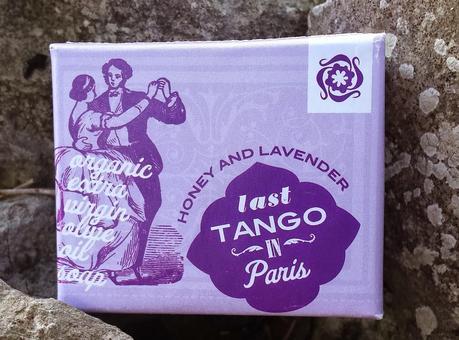 organic
extra
virgin
olive
oil
soap
HONEY AND LAVENDER
last
TANGO
IN
Paris